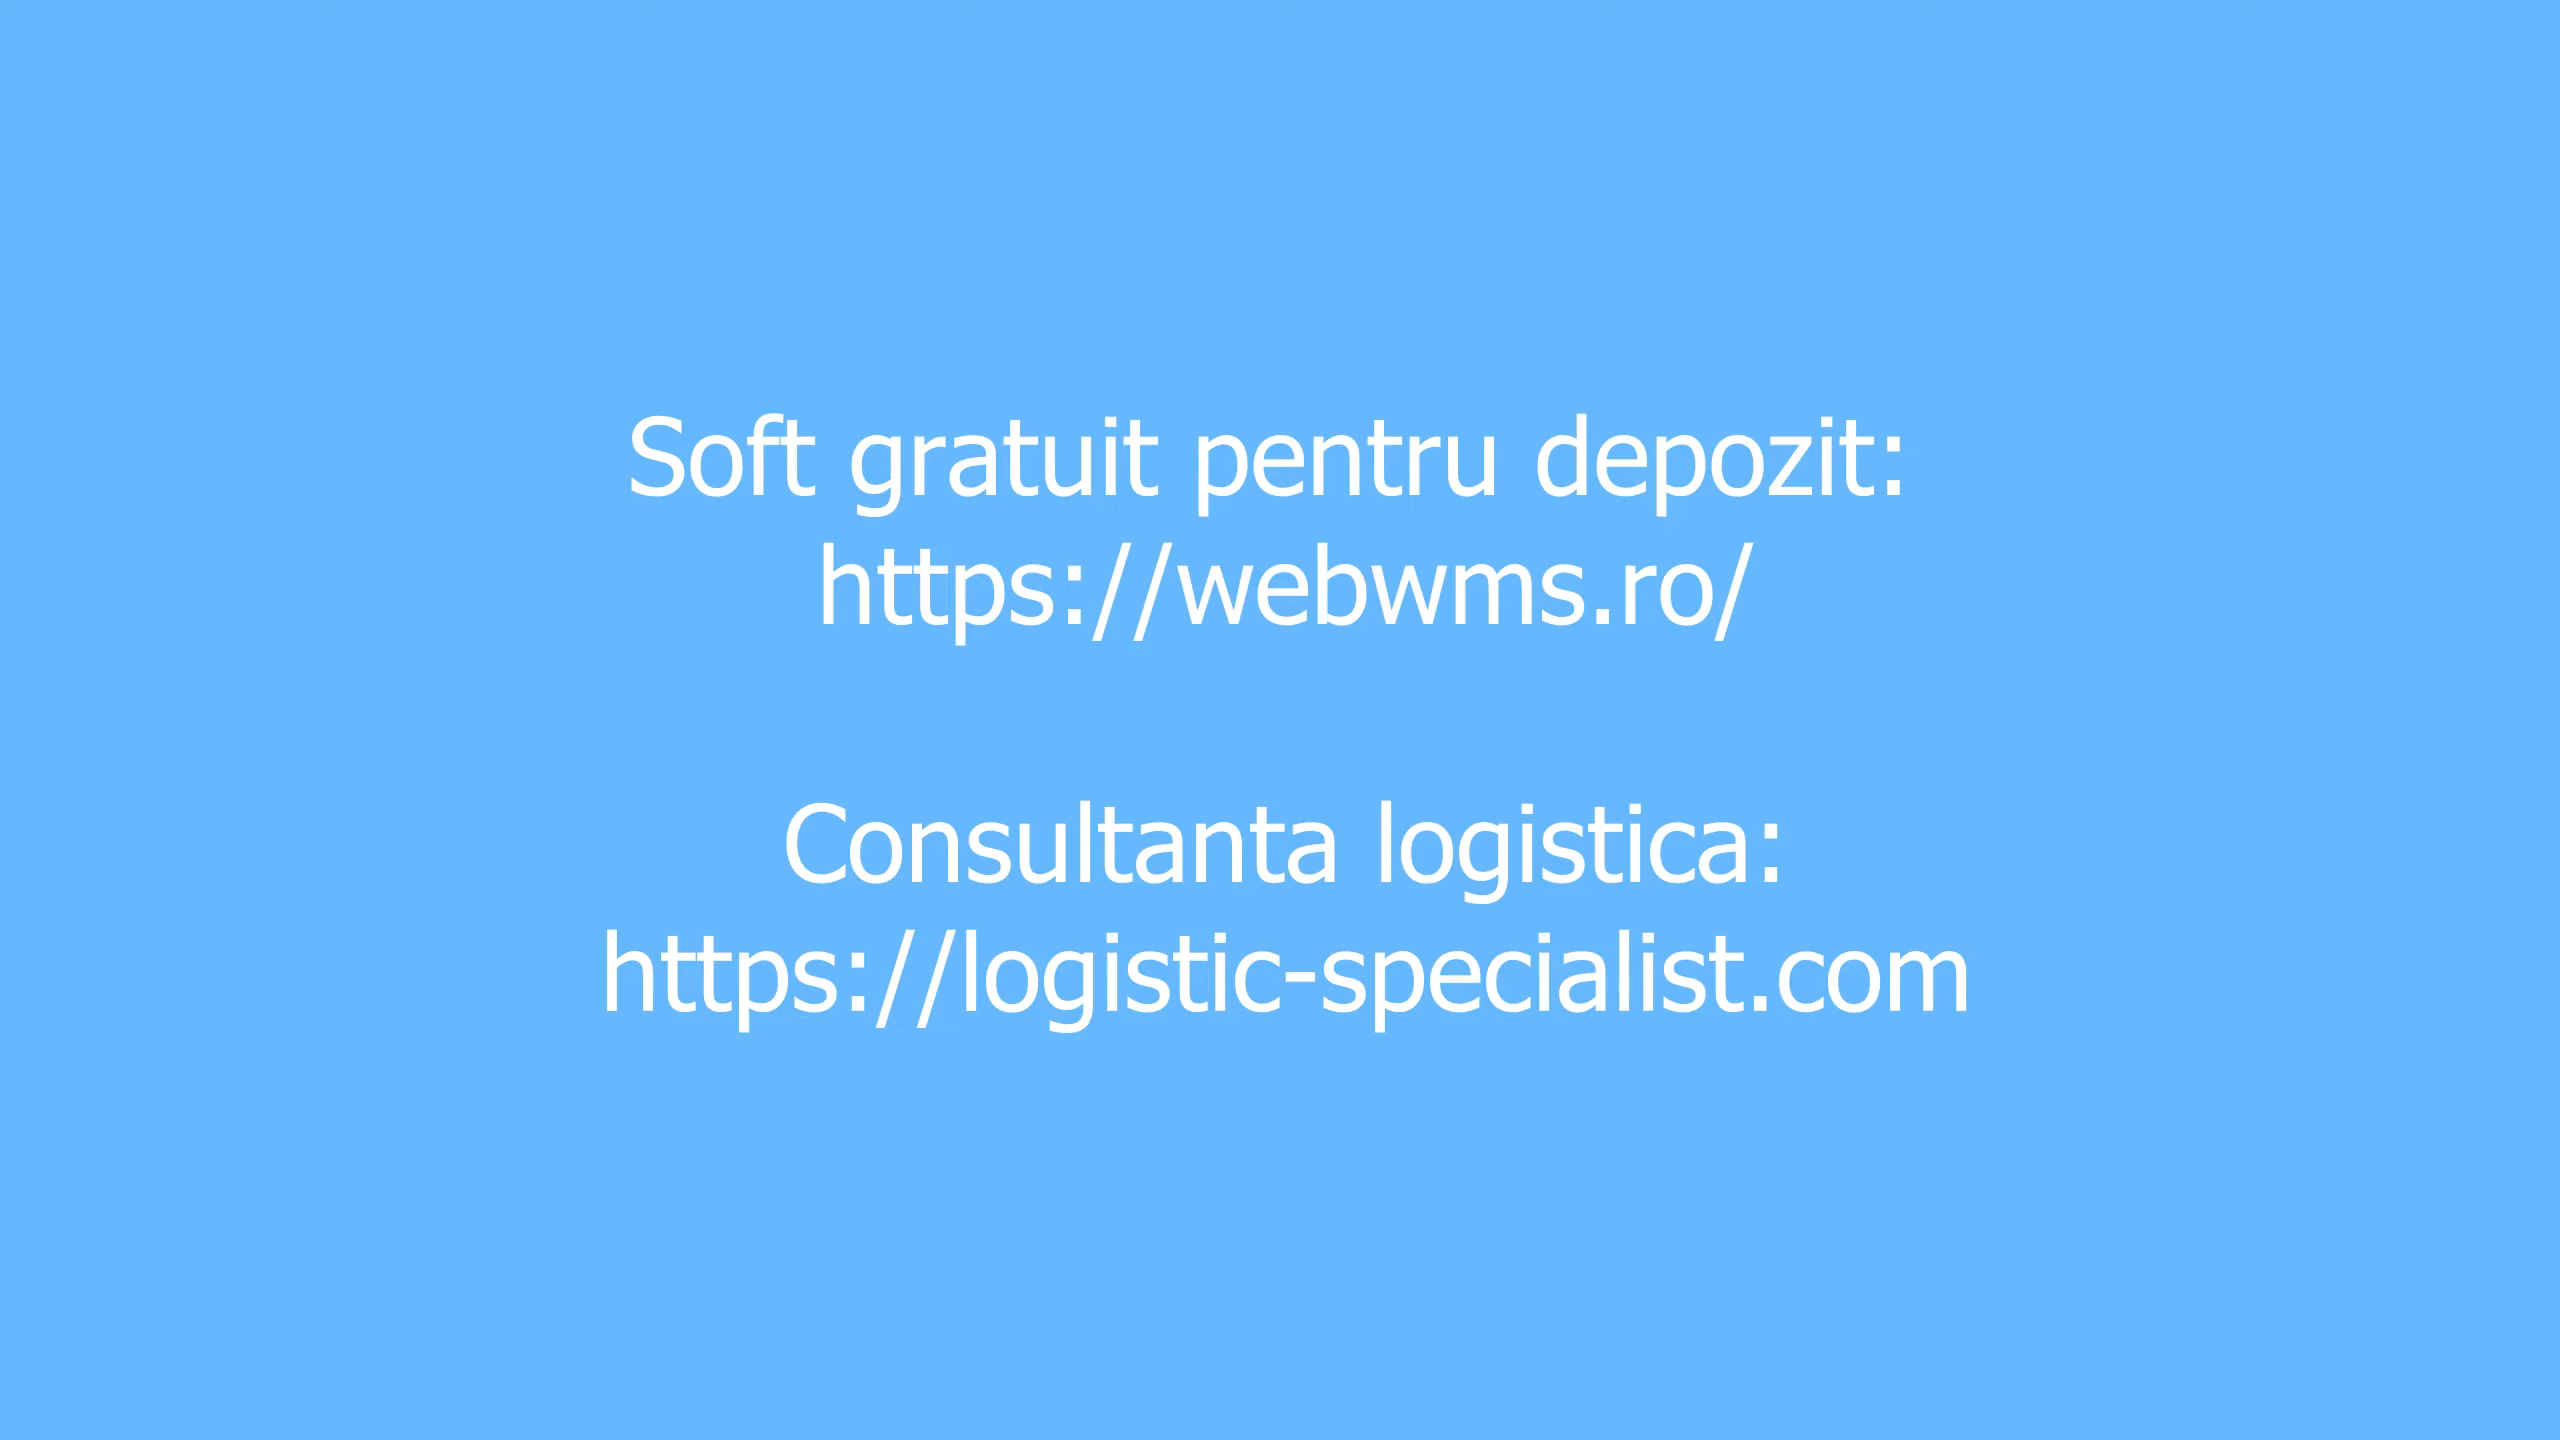 Soft gratuit pentru depozit:
https://webwms.ro/
Consultanta logistica:
https://logistic-specialist.com